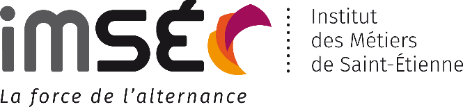 imSÉ
La force de l'alternance
Institut
des Métiers
de Saint-Étienne